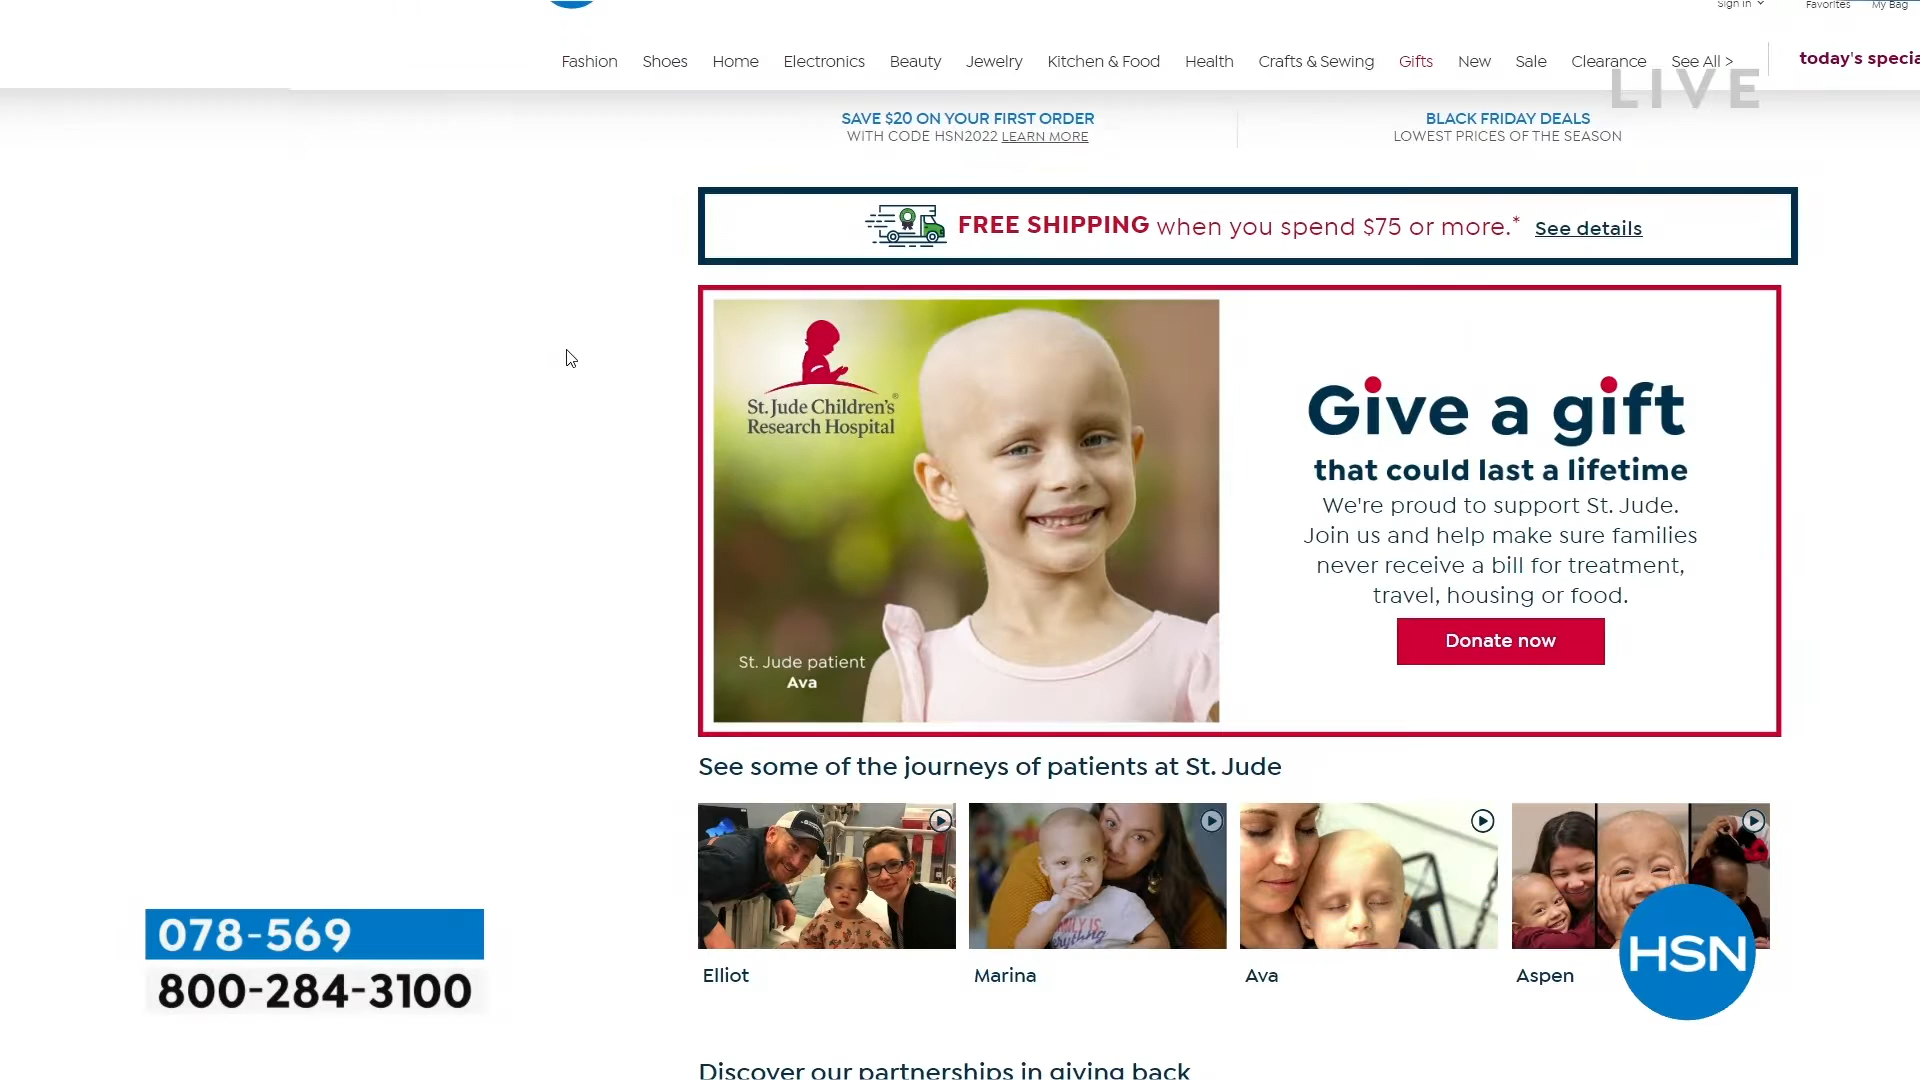 Sign in
Favorites
My Bag
Fashion Shoes Home Electronics Beauty Jewelry Kitchen & Food Health Crafts & Sewing Gifts New Sale Clearance See All >
today's specia
LIVE
SAVE $20 ON YOUR FIRST ORDER
WITH CODE HSN2022 LEARN MORE
BLACK FRIDAY DEALS
LOWEST PRICES OF THE SEASON
FREE SHIPPING when you spend $75 or more.* See details
St. Jude Children's®
Research Hospital
St. Jude patient
Ava
Give a gift
that could last a lifetime
We're proud to support St. Jude.
Join us and help make sure families
never receive a bill for treatment,
travel, housing or food.
Donate now
See some of the journeys of patients at St. Jude
Elliot
Marina
Ava
Aspen
HSN
078-569
800-284-3100
Discover our partnerships in giving back